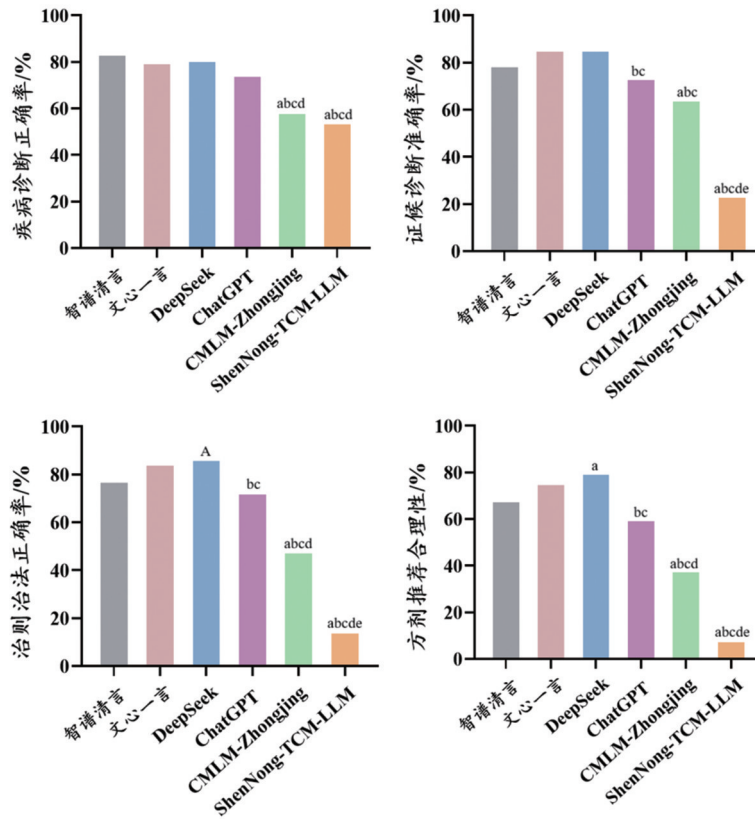 疾病诊断正确率/%
80
60
40
20
0
abcd
abcd
智谱清言
文心一言
DeepSeek
ChatGPT
CMLM-Zhongjing
ShenNong-TCM-LLM
证候诊断准确率/%
100
80
60
40
20
0
bc
abc
abcde
智谱清言
文心一言
DeepSeek
ChatGPT
CMLM-Zhongjing
ShenNong-TCM-LLM
治则治法正确率/%
100
80
60
40
20
0
A
bc
abcd
abcde
智谱清言
文心一言
DeepSeek
ChatGPT
CMLM-Zhongjing
ShenNong-TCM-LLM
方剂推荐合理性/%
100
80
60
40
20
0
a
bc
abcd
abcde
智谱清言
文心一言
DeepSeek
ChatGPT
CMLM-Zhongjing
ShenNong-TCM-LLM